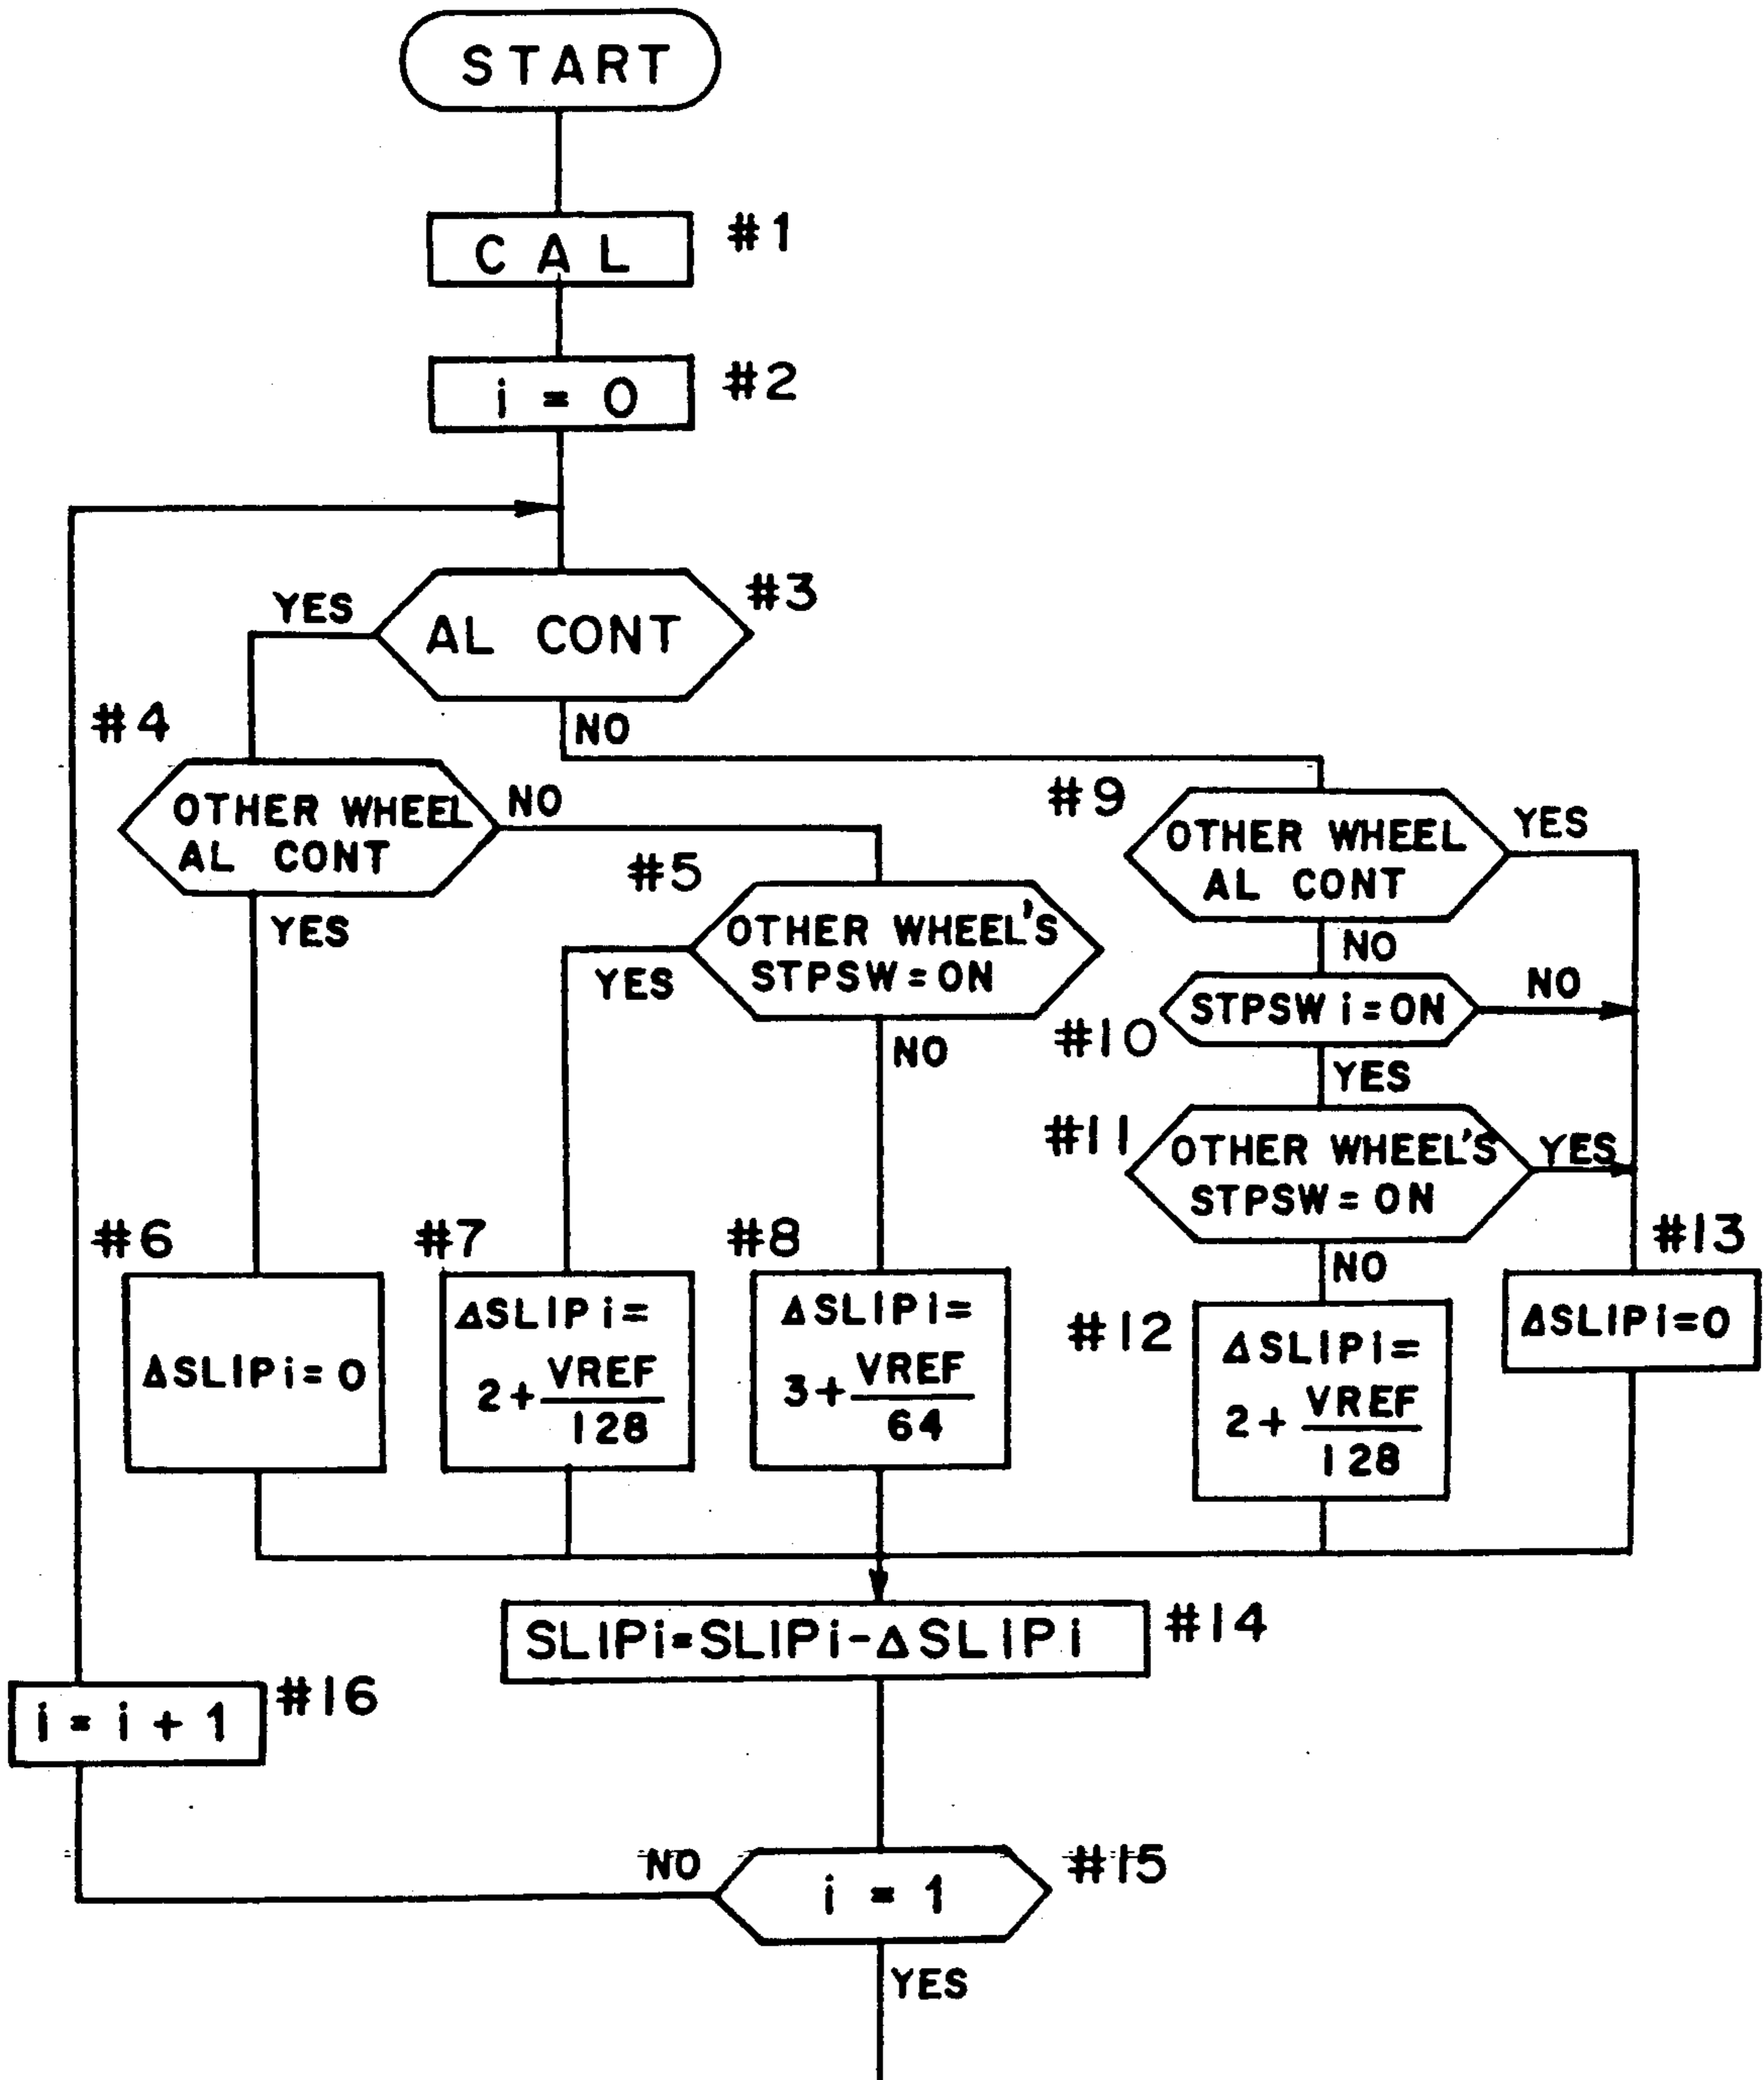 START
CAL
#1
i = 0
#2
AL CONT
#3
YES
NO
#4
OTHER WHEEL
AL CONT
NO
YES
#5
OTHER WHEEL'S
STPSW=ON
YES
NO
#9
OTHER WHEEL
AL CONT
YES
NO
#10
STPSW i=ON
NO
YES
#11
OTHER WHEEL'S
STPSW=ON
YES
NO
#6
ΔSLIPi=0
#7
ΔSLIPi=
2+VREF/128
#8
ΔSLIPi=
3+VREF/64
#12
ΔSLIPi=
2+VREF/128
#13
ΔSLIPi=0
SLIPi=SLIPi-ΔSLIPi
#14
i = i + 1
#16
i = 1
#15
NO
YES